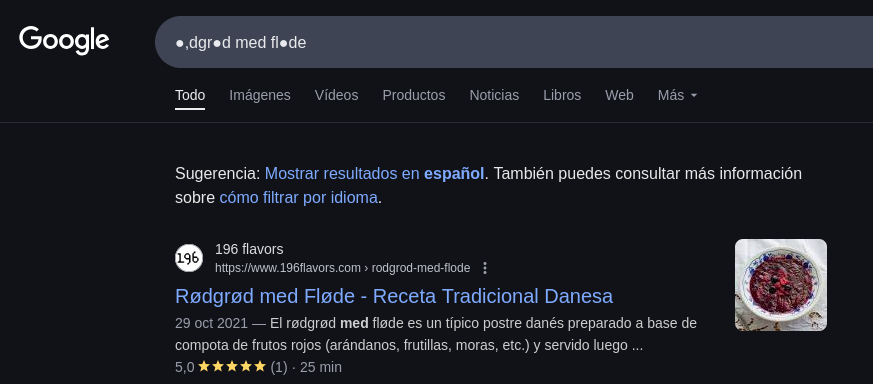 Google
●,dgr●d med fl●de
Todo Imágenes Vídeos Productos Noticias Libros Web Más
Sugerencia: Mostrar resultados en español. También puedes consultar más información
sobre cómo filtrar por idioma.
196
196 flavors
https://www.196flavors.com › rodgrod-med-flode
Rødgrød med Fløde - Receta Tradicional Danesa
29 oct 2021 — El rødgrød med fløde es un típico postre danés preparado a base de
compota de frutos rojos (arándanos, frutillas, moras, etc.) y servido luego ...
5,0 ★★★★★ (1) · 25 min